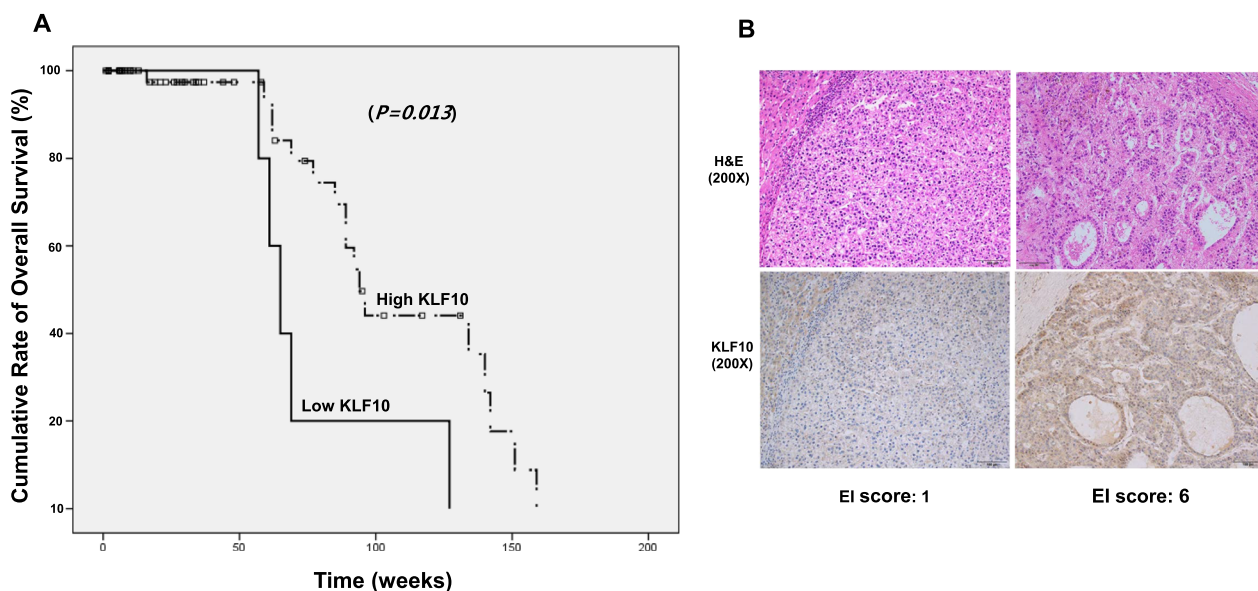 A
B
Cumulative Rate of Overall Survival (%)
100
80
60
40
20
10
(P=0.013)
High KLF10
Low KLF10
0
50
100
150
200
Time (weeks)
H&E
(200X)
KLF10
(200X)
EI score: 1
EI score: 6